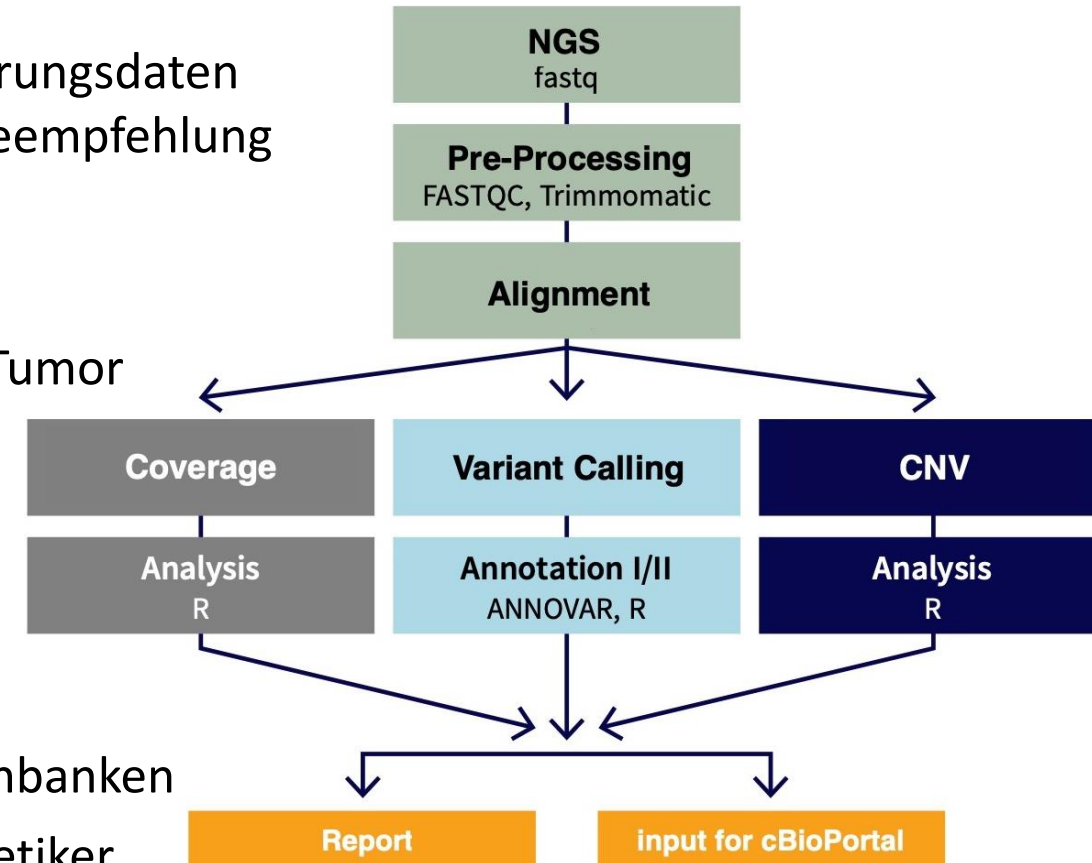 rungsdaten
eempfehlung
Tumor
nbanken
etiker
NGS
fastq
Pre-Processing
FASTQC, Trimmomatic
Alignment
Coverage
Variant Calling
CNV
Analysis
R
Annotation I/II
ANNOVAR, R
Analysis
R
Report
input for cBioPortal